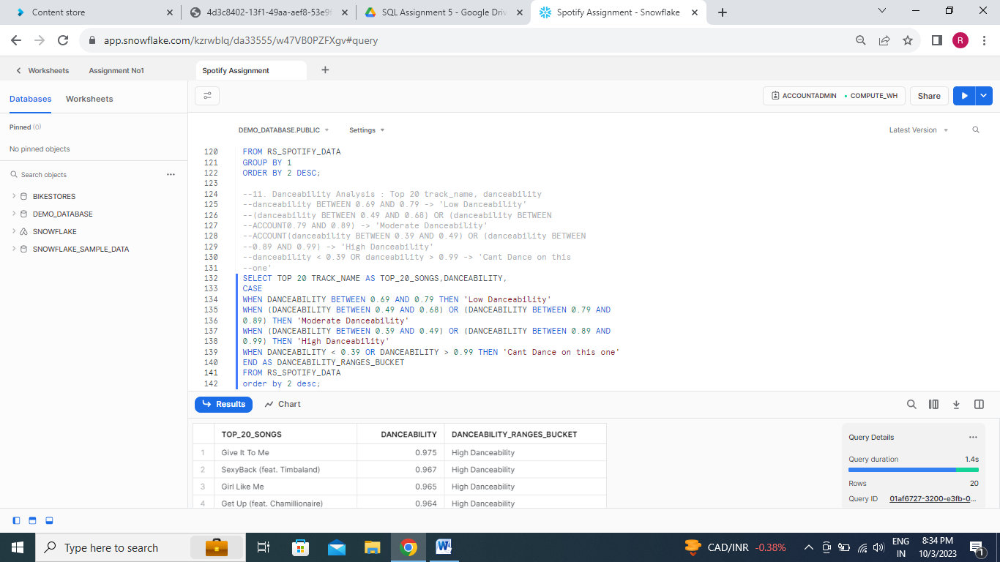 Content store
4d3c8402-13f1-49aa-aef8-53e9f
SQL Assignment 5 - Google Driv
Spotify Assignment - Snowflake
app.snowflake.com/kzrwblq/da33555/w47VB0PZFXgv#query
R
Worksheets
Assignment No1
Spotify Assignment
Databases
Worksheets
ACCOUNTADMIN
COMPUTE_WH
Share
Pinned (0)
No pinned objects
Search objects
BIKESTORES
DEMO_DATABASE
SNOWFLAKE
SNOWFLAKE_SAMPLE_DATA
DEMO_DATABASE.PUBLIC
Settings
Latest Version
120 FROM RS_SPOTIFY_DATA
121 GROUP BY 1
122 ORDER BY 2 DESC;
123
124 --11. Danceability Analysis : Top 20 track_name, danceability
125 --danceability BETWEEN 0.69 AND 0.79 -> 'Low Danceability'
126 --(danceability BETWEEN 0.49 AND 0.68) OR (danceability BETWEEN
127 --ACCOUNT0.79 AND 0.89) -> 'Moderate Danceability'
128 --ACCOUNT(danceability BETWEEN 0.39 AND 0.49) OR (danceability BETWEEN
129 --0.89 AND 0.99) -> 'High Danceability'
130 --danceability < 0.39 OR danceability > 0.99 -> 'Cant Dance on this
131 --one'
132 SELECT TOP 20 TRACK_NAME AS TOP_20_SONGS,DANCEABILITY,
133 CASE
134 WHEN DANCEABILITY BETWEEN 0.69 AND 0.79 THEN 'Low Danceability'
135 WHEN (DANCEABILITY BETWEEN 0.49 AND 0.68) OR (DANCEABILITY BETWEEN 0.79 AND
136 0.89) THEN 'Moderate Danceability'
137 WHEN (DANCEABILITY BETWEEN 0.39 AND 0.49) OR (DANCEABILITY BETWEEN 0.89 AND
138 0.99) THEN 'High Danceability'
139 WHEN DANCEABILITY < 0.39 OR DANCEABILITY > 0.99 THEN 'Cant Dance on this one'
140 END AS DANCEABILITY_RANGES_BUCKET
141 FROM RS_SPOTIFY_DATA
142 order by 2 desc;
Results
Chart
TOP_20_SONGS DANCEABILITY DANCEABILITY_RANGES_BUCKET
1 Give It To Me 0.975 High Danceability
2 SexyBack (feat. Timbaland) 0.967 High Danceability
3 Girl Like Me 0.965 High Danceability
4 Get Up (feat. Chamillionaire) 0.964 High Danceability
Query Details
Query duration 1.4s
Rows 20
Query ID 01af6727-3200-e3fb-0...
Type here to search
W
CAD/INR -0.38%
ENG
IN
8:34 PM
10/3/2023
1